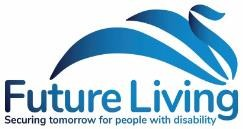 Future Living
Securing tomorrow for people with disability